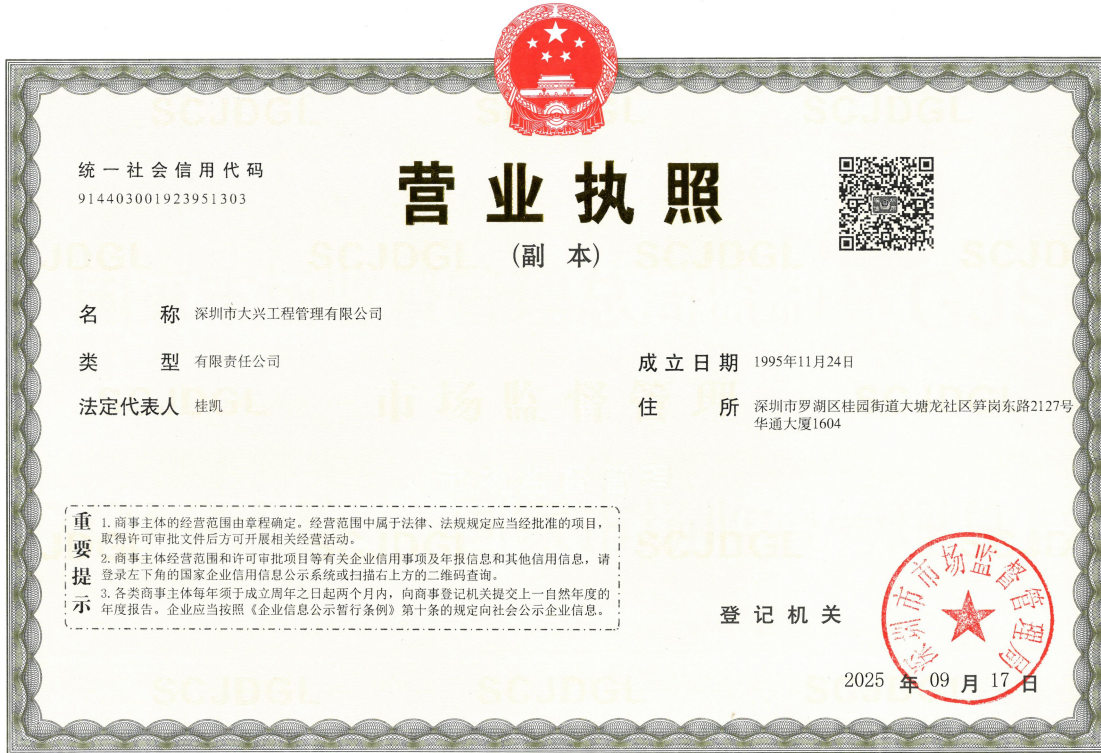 统一社会信用代码
914403001923951303
营业执照
(副 本)
名 称 深圳市大兴工程管理有限公司
类 型 有限责任公司
成立日期 1995年11月24日
法定代表人 桂凯
住 所 深圳市罗湖区桂园街道大塘龙社区笋岗东路2127号
华通大厦1604
重要提示
1.商事主体的经营范围由章程确定。经营范围中属于法律、法规规定应当经批准的项目，
取得许可审批文件后方可开展相关经营活动。
2.商事主体经营范围和许可审批项目等有关企业信用事项及年报信息和其他信用信息，请
登录左下角的国家企业信用信息公示系统或扫描右上方的二维码查询。
3.各类商事主体每年须于成立周年之日起两个月内，向商事登记机关提交上一自然年度的
年度报告。企业应当按照《企业信息公示暂行条例》第十条的规定向社会公示企业信息。
登记机关
深圳市市场监督管理局
2025 年 09 月 17 日
SCJDGL
市场监督管理